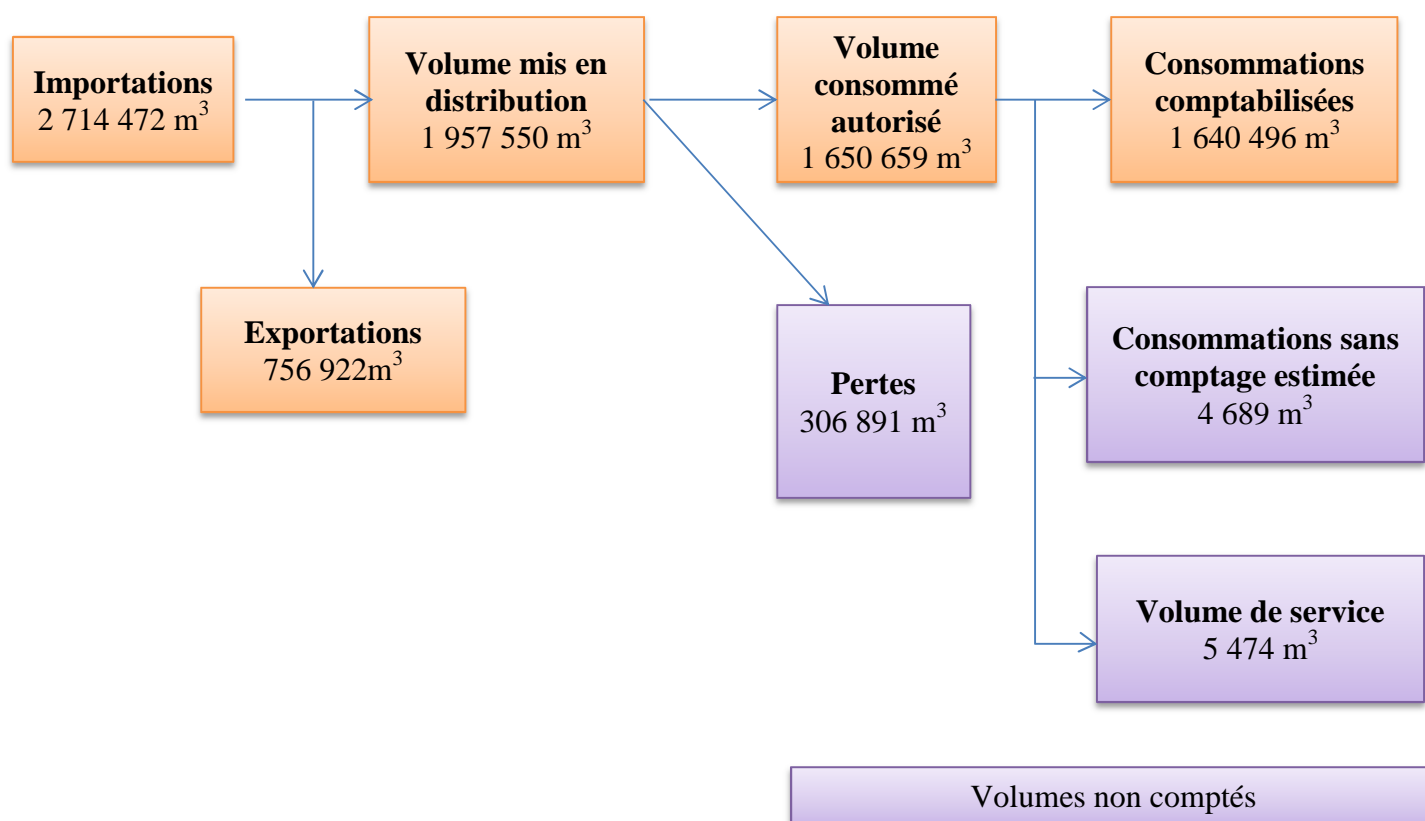 Importations
2 714 472 m³
Volume mis en
distribution
1 957 550 m³
Volume
consommé
autorisé
1 650 659 m³
Consommations
comptabilisées
1 640 496 m³
Exportations
756 922m³
Pertes
306 891 m³
Consommations sans
comptage estimée
4 689 m³
Volume de service
5 474 m³
Volumes non comptés